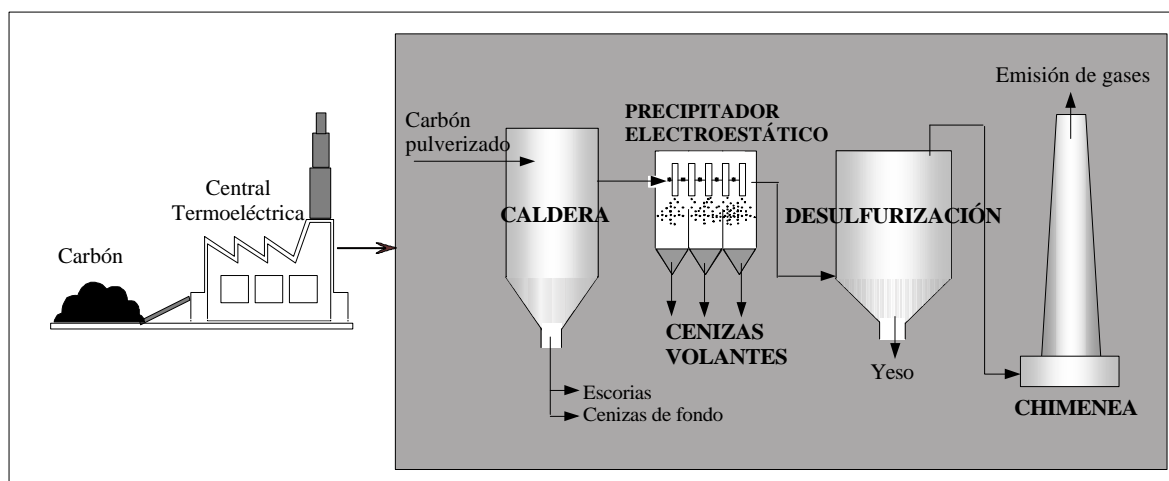 Carbón
Central
Termoeléctrica
Carbón
pulverizado
CALDERA
Escorias
Cenizas de fondo
PRECIPITADOR
ELECTROESTÁTICO
CENIZAS
VOLANTES
DESULFURIZACIÓN
Yeso
Emisión de gases
CHIMENEA